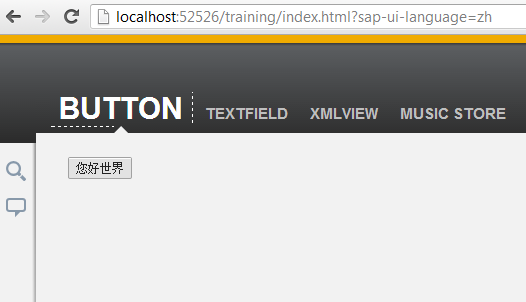 localhost:52526/training/index.html?sap-ui-language=zh
BUTTON TEXTFIELD XMLVIEW MUSIC STORE
您好世界